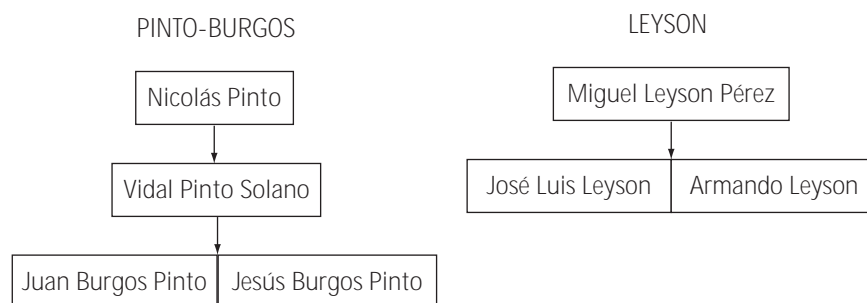 PINTO-BURGOS
Nicolás Pinto
Vidal Pinto Solano
Juan Burgos Pinto
Jesús Burgos Pinto
LEYSON
Miguel Leyson Pérez
José Luis Leyson
Armando Leyson